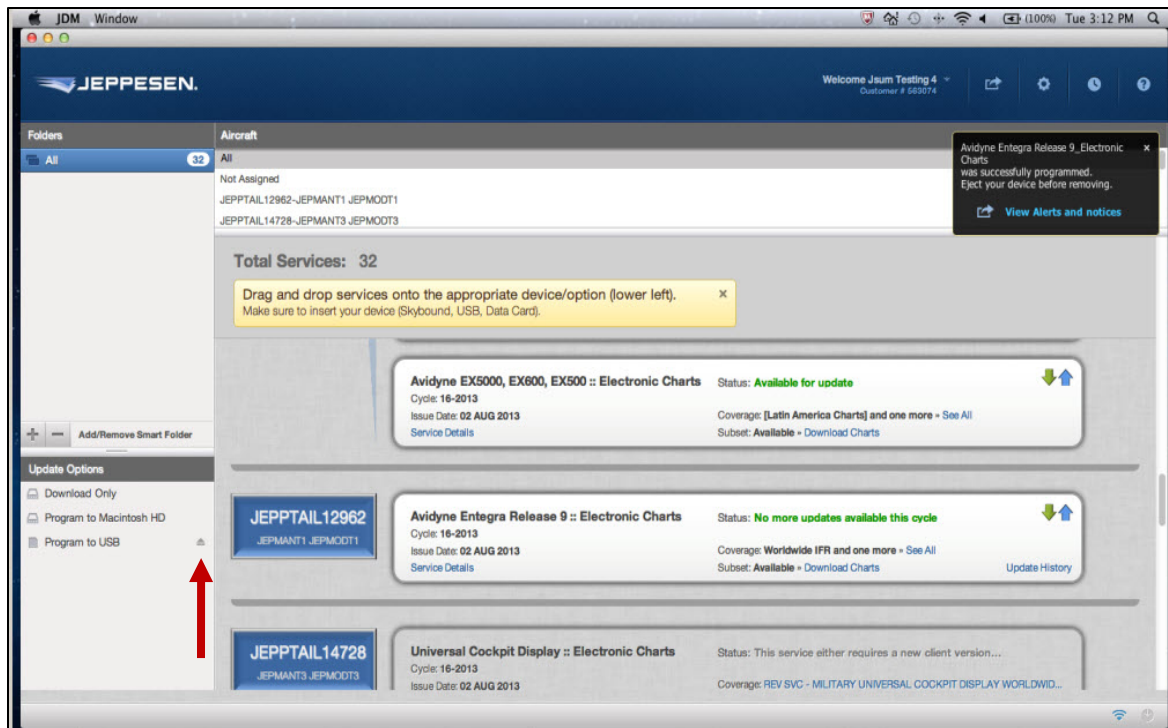 JDM Window
(100%) Tue 3:12 PM
JEPPESEN.
Welcome Jsum Testing 4
Customer # 583074
Folders
Aircraft
All 32
All
Not Assigned
JEPPTAIL12962-JEPMANT1 JEPMODT1
JEPPTAIL14728-JEPMANT3 JEPMODT3
Avidyne Entegra Release 9_Electronic x
Charts
was successfully programmed.
Eject your device before removing.
View Alerts and notices
Total Services: 32
Drag and drop services onto the appropriate device/option (lower left). x
Make sure to insert your device (Skybound, USB, Data Card).
Avidyne EX5000, EX600, EX500 :: Electronic Charts
Cycle: 16-2013
Issue Date: 02 AUG 2013
Service Details
Status: Available for update
Coverage: [Latin America Charts] and one more » See All
Subset: Available » Download Charts
Add/Remove Smart Folder
Update Options
Download Only
Program to Macintosh HD
Program to USB
JEPPTAIL12962
JEPMANT1 JEPMODT1
Avidyne Entegra Release 9 :: Electronic Charts
Cycle: 16-2013
Issue Date: 02 AUG 2013
Service Details
Status: No more updates available this cycle
Coverage: Worldwide IFR and one more » See All
Subset: Available » Download Charts
Update History
JEPPTAIL14728
JEPMANT3 JEPMODT3
Universal Cockpit Display :: Electronic Charts
Cycle: 16-2013
Issue Date: 02 AUG 2013
Status: This service either requires a new client version...
Coverage: REV SVC - MILITARY UNIVERSAL COCKPIT DISPLAY WORLDWID...